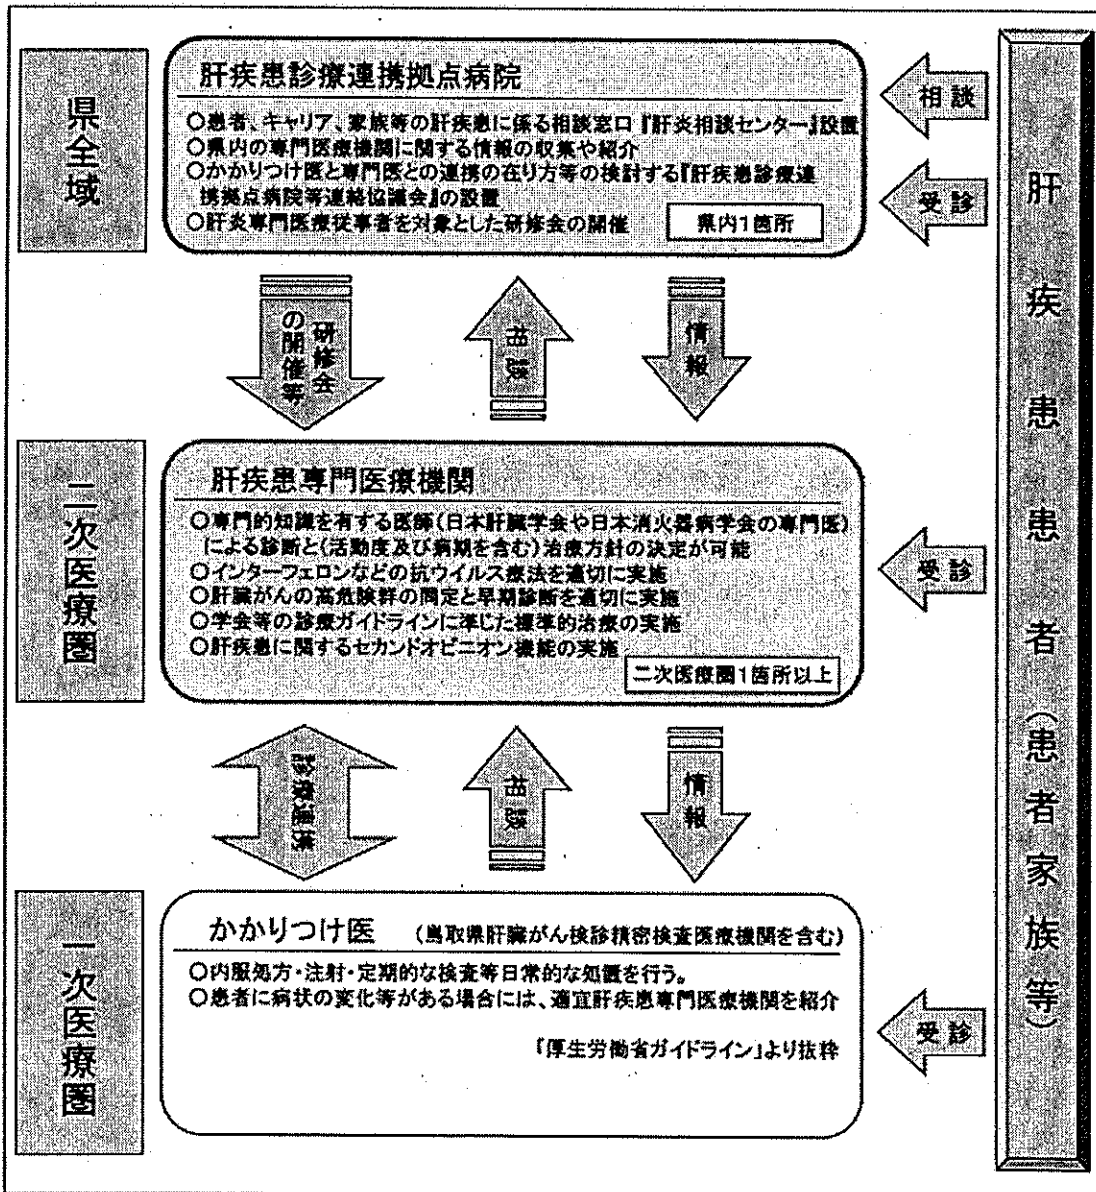 県全域
肝疾患診療連携拠点病院
○患者、キャリア、家族等の肝疾患に係る相談窓口『肝炎相談センター』設置
○県内の専門医療機関に関する情報の収集や紹介
○かかりつけ医と専門医との連携の在り方等の検討する『肝疾患診療連
携拠点病院等連絡協議会』の設置
○肝炎専門医療従事者を対象とした研修会の開催
県内1箇所
相談
受診
研修会
の開催等
相談
情報
二次医療圏
肝疾患専門医療機関
○専門的知識を有する医師(日本肝臓学会や日本消火器病学会の専門医)
による診断と(活動度及び病期を含む)治療方針の決定が可能
○インターフェロンなどの抗ウイルス療法を適切に実施
○肝臓がんの高危険群の同定と早期診断を適切に実施
○学会等の診療ガイドラインに準じた標準的治療の実施
○肝疾患に関するセカンドオピニオン機能の実施
二次医療圏1箇所以上
受診
診療連携
相談
情報
一次医療圏
かかりつけ医 (鳥取県肝臓がん検診精密検査医療機関を含む)
○内服処方・注射・定期的な検査等日常的な処置を行う。
○患者に病状の変化等がある場合には、適宜肝疾患専門医療機関を紹介
「厚生労働省ガイドライン」より抜粋
受診
肝疾患患者(患者家族等)